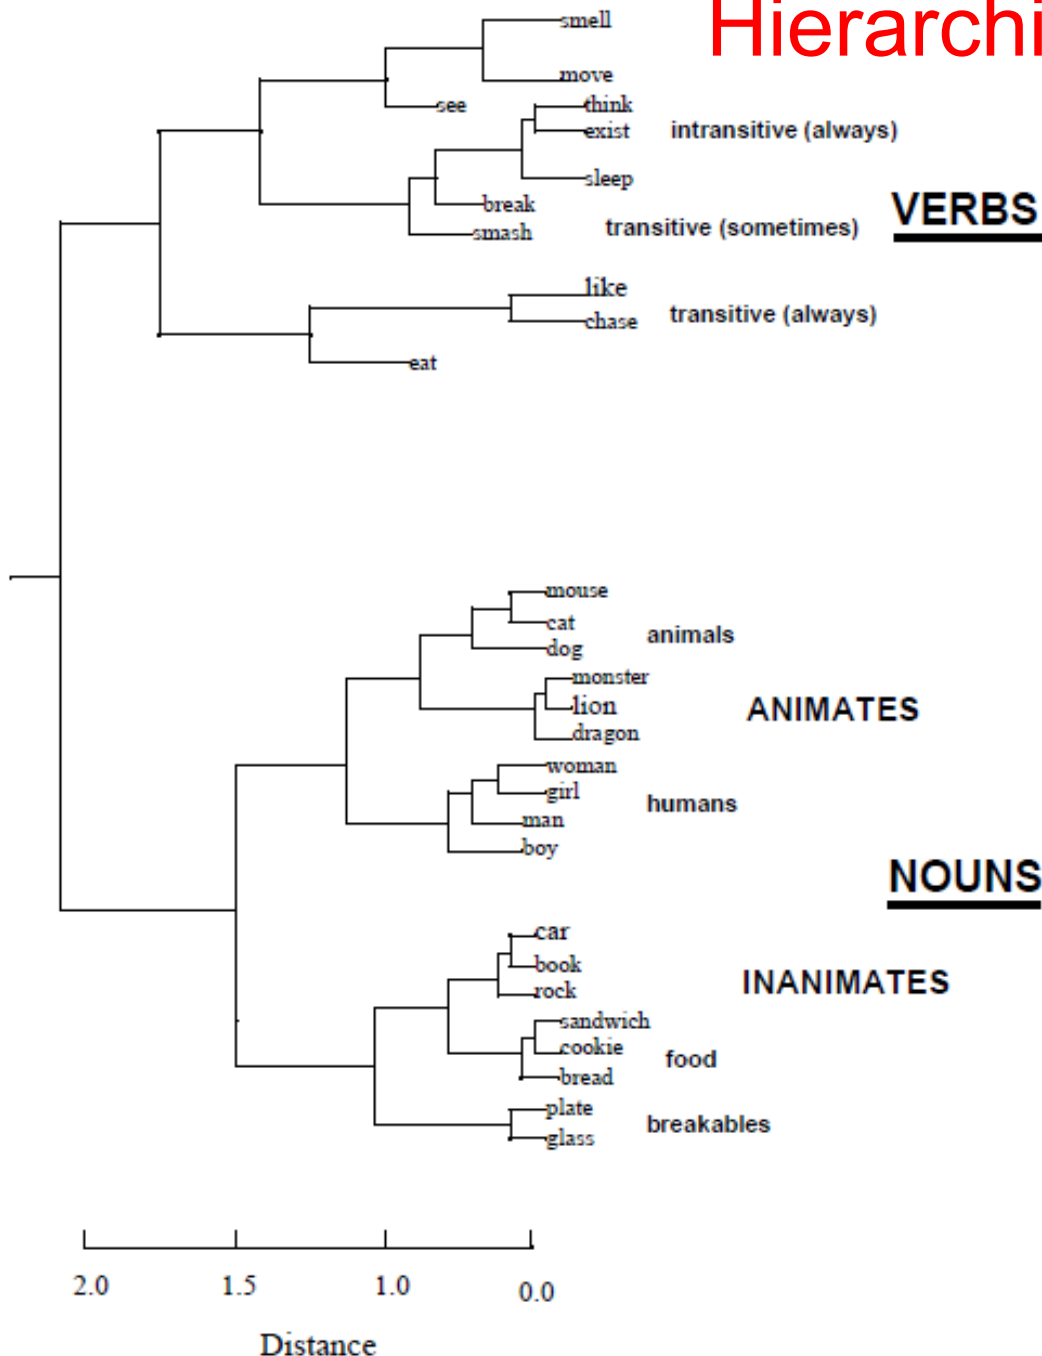 Hierarchi
smell
move
see
think
exist
intransitive (always)
sleep
break
VERBS
smash
transitive (sometimes)
like
chase
transitive (always)
eat
mouse
cat
animals
dog
monster
lion
ANIMATES
dragon
woman
girl
humans
man
boy
NOUNS
car
book
INANIMATES
rock
sandwich
cookie
food
bread
plate
breakables
glass
2.0 1.5 1.0 0.0
Distance